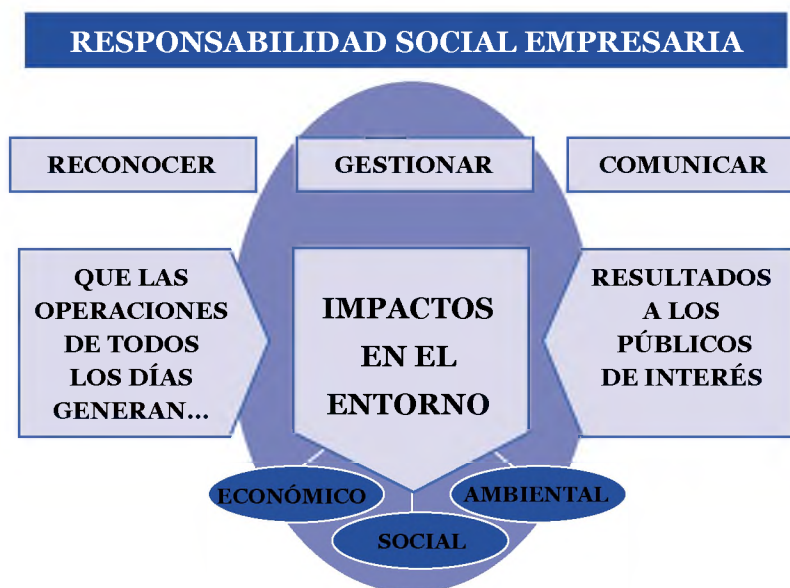 RESPONSABILIDAD SOCIAL EMPRESARIA
RECONOCER
GESTIONAR
COMUNICAR
QUE LAS
OPERACIONES
DE TODOS
LOS DÍAS
GENERAN...
IMPACTOS
EN EL
ENTORNO
RESULTADOS
A LOS
PÚBLICOS
DE INTERÉS
ECONÓMICO
SOCIAL
AMBIENTAL